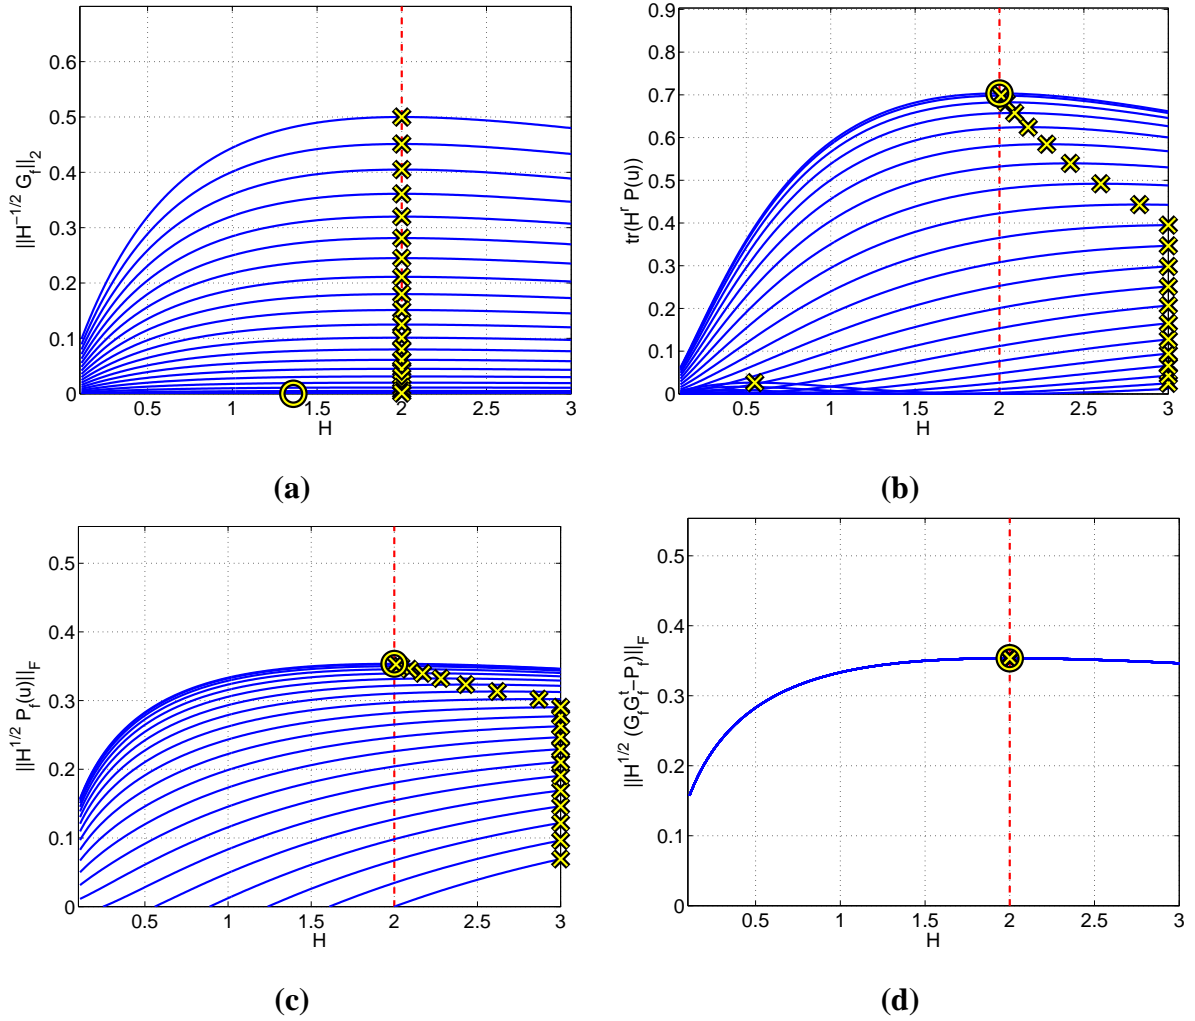 ||H^{-1/2} G_f||_2
0.6
0.5
0.4
0.3
0.2
0.1
0
0.5 1 1.5 2 2.5 3
H
(a)
tr(H^r P(u))
0.9
0.8
0.7
0.6
0.5
0.4
0.3
0.2
0.1
0
0.5 1 1.5 2 2.5 3
H
(b)
||H^{1/2} P_f(u)||_F
0.5
0.4
0.3
0.2
0.1
0
0.5 1 1.5 2 2.5 3
H
(c)
||H^{1/2} (G_f G_f^t−P_f)||_F
0.5
0.4
0.3
0.2
0.1
0
0.5 1 1.5 2 2.5 3
H
(d)